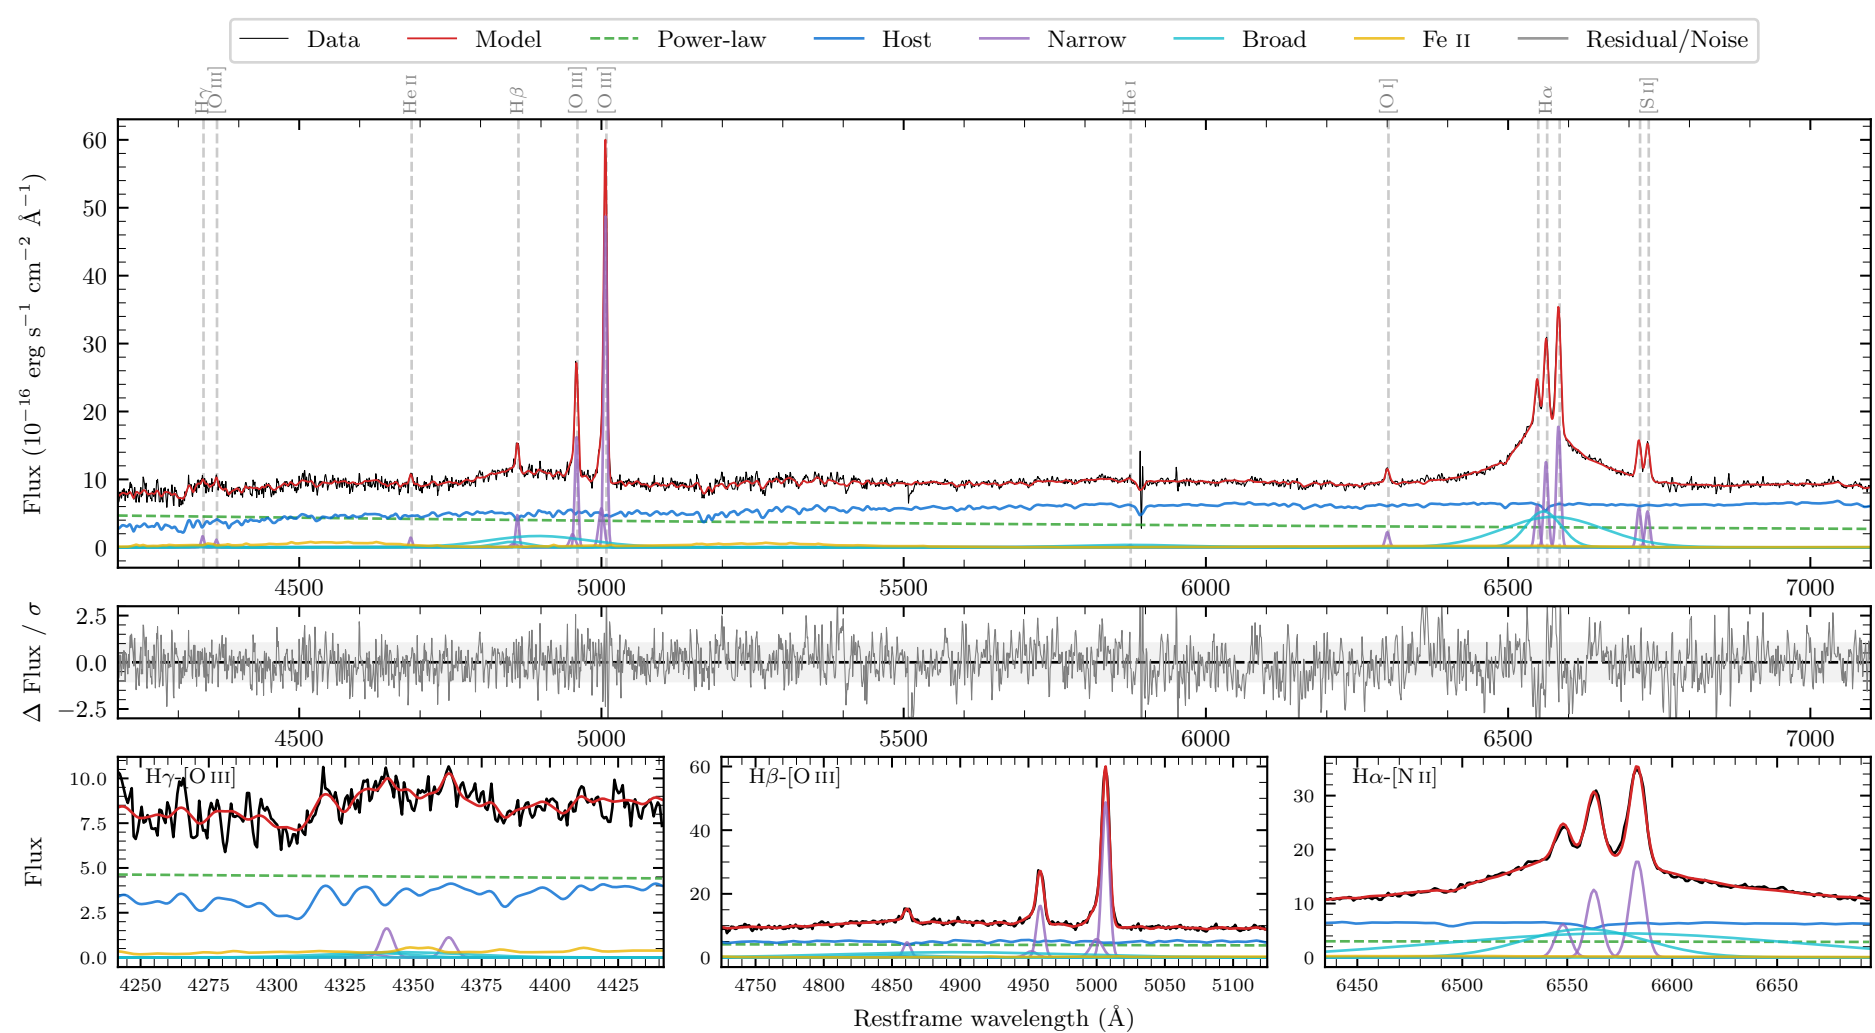 Data Model Power-law Host Narrow Broad Fe II Residual/Noise
Hγ [O III] He II Hβ [O III] [O III] He I [O I] Hα [S II]
Flux (10−16 erg s−1 cm−2 Å−1)
60
50
40
30
20
10
0
4500 5000 5500 6000 6500 7000
Δ Flux / σ
2.5
0.0
−2.5
4500 5000 5500 6000 6500 7000
Flux
Hγ-[O III]
10.0
7.5
5.0
2.5
0.0
4250 4275 4300 4325 4350 4375 4400 4425
Hβ-[O III]
60
40
20
0
4750 4800 4850 4900 4950 5000 5050 5100
Hα-[N II]
30
20
10
0
6450 6500 6550 6600 6650
Restframe wavelength (Å)